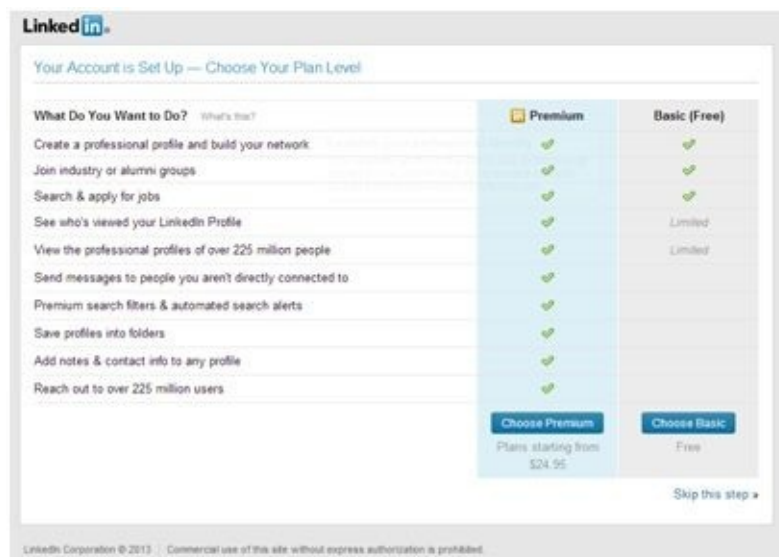 Linked in
Your Account is Set Up — Choose Your Plan Level
What Do You Want to Do? What's this? Premium Basic (Free)
Create a professional profile and build your network
Join industry or alumni groups
Search & apply for jobs
See who's viewed your LinkedIn Profile Limited
View the professional profiles of over 225 million people Limited
Send messages to people you aren't directly connected to
Premium search filters & automated search alerts
Save profiles into folders
Add notes & contact info to any profile
Reach out to over 225 million users
Choose Premium Choose Basic
Plans starting from Free
$24.95
Skip this step »
LinkedIn Corporation © 2013 | Commercial use of this site without express authorization is prohibited.